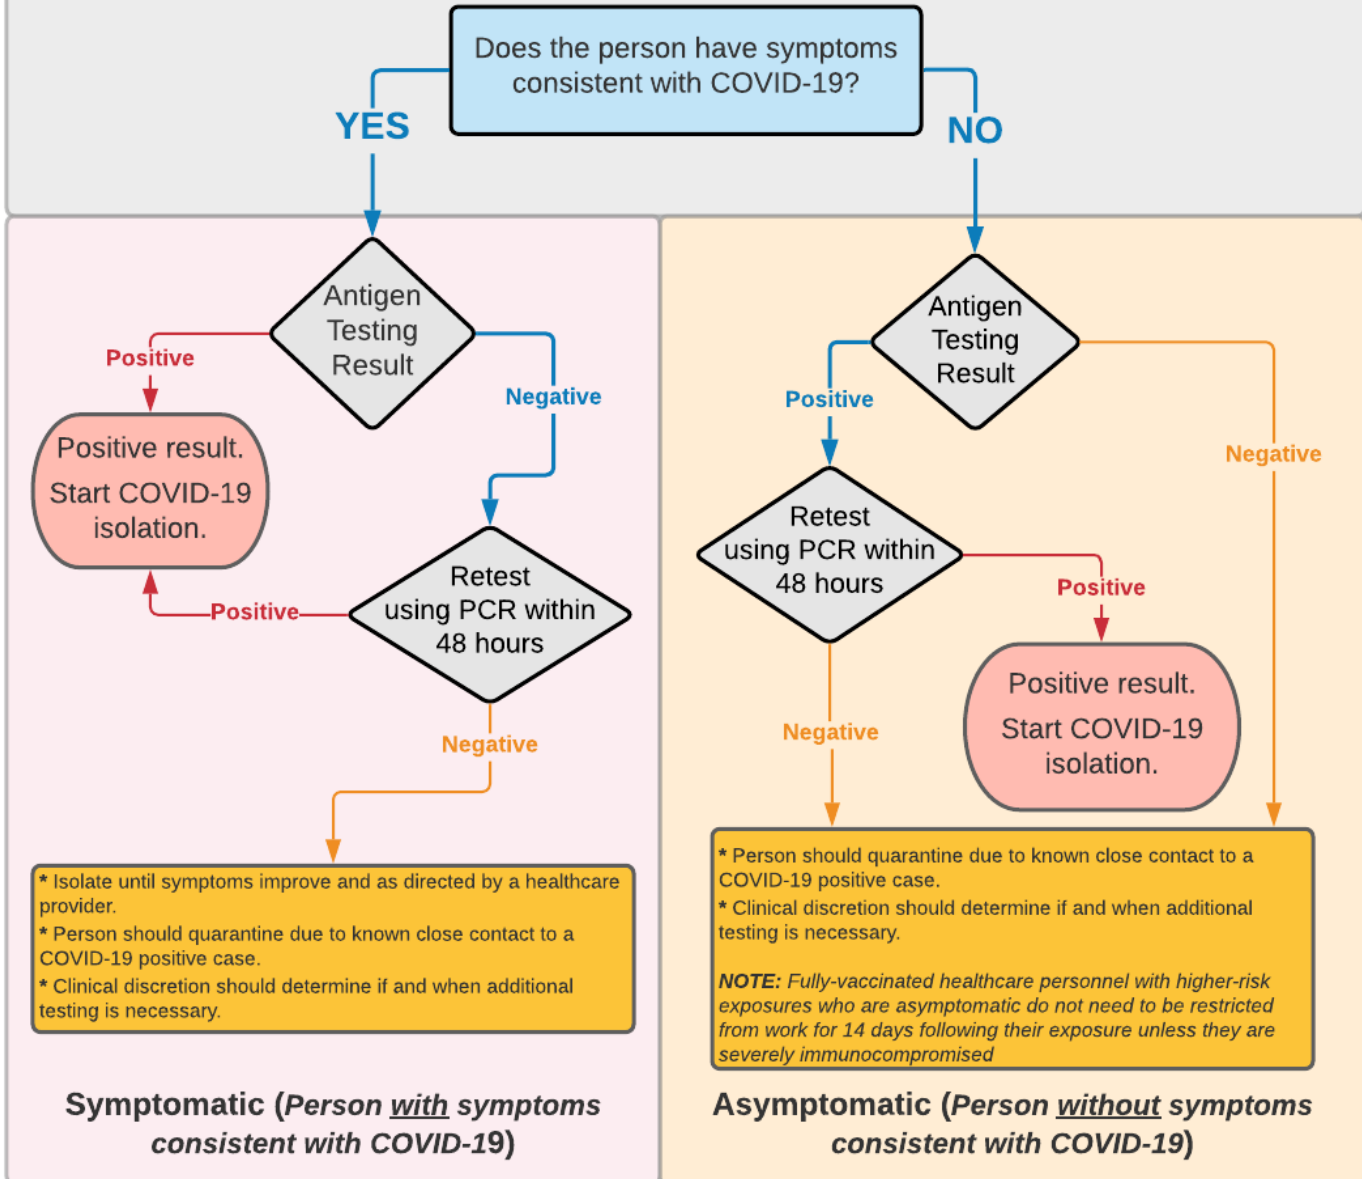 Does the person have symptoms
consistent with COVID-19?
YES
NO
Antigen
Testing
Result
Positive
Negative
Positive result.
Start COVID-19
isolation.
Retest
using PCR within
48 hours
Positive
Negative
* Isolate until symptoms improve and as directed by a healthcare
provider.
* Person should quarantine due to known close contact to a
COVID-19 positive case.
* Clinical discretion should determine if and when additional
testing is necessary.
Symptomatic (Person with symptoms
consistent with COVID-19)
Antigen
Testing
Result
Positive
Negative
Retest
using PCR within
48 hours
Positive
Positive result.
Start COVID-19
isolation.
Negative
* Person should quarantine due to known close contact to a
COVID-19 positive case.
* Clinical discretion should determine if and when additional
testing is necessary.
NOTE: Fully-vaccinated healthcare personnel with higher-risk
exposures who are asymptomatic do not need to be restricted
from work for 14 days following their exposure unless they are
severely immunocompromised
Asymptomatic (Person without symptoms
consistent with COVID-19)